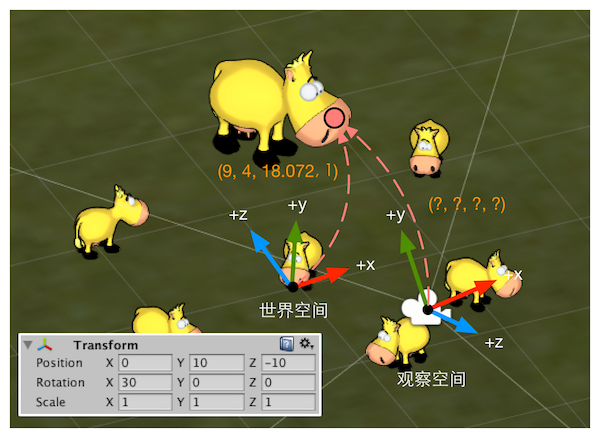 (9, 4, 18.072, 1)
(?, ?, ?, ?)
+y
+z
+x
世界空间
+y
+x
+z
观察空间
Transform
Position X 0 Y 10 Z -10
Rotation X 30 Y 0 Z 0
Scale X 1 Y 1 Z 1